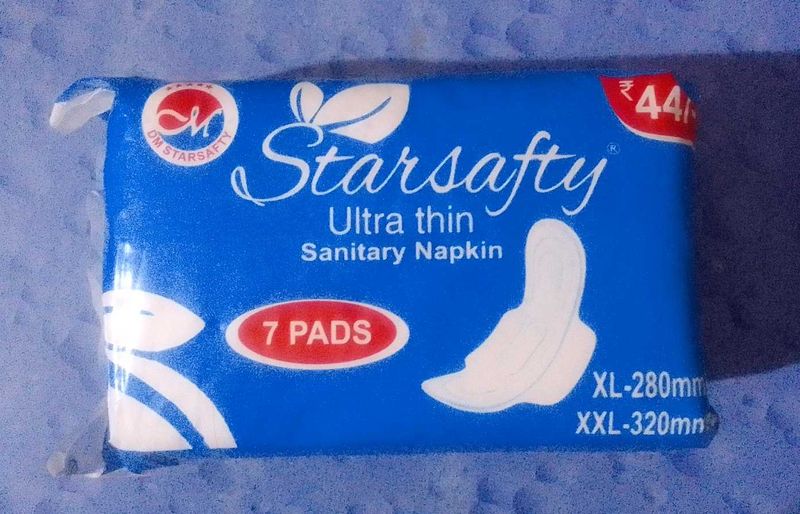 M
DM STARSAFTY
₹ 44/-
Starsafty®
Ultra thin
Sanitary Napkin
7 PADS
XL-280mm
XXL-320mm